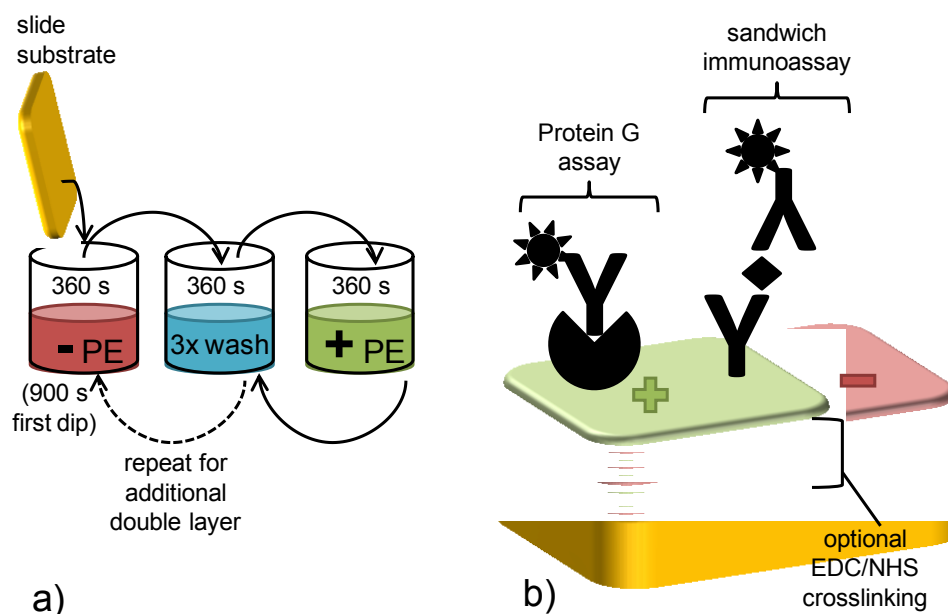 slide
substrate
360 s
360 s
360 s
- PE
3x wash
+ PE
(900 s
first dip)
repeat for
additional
double layer
a)
sandwich
immunoassay
Protein G
assay
+
-
optional
EDC/NHS
crosslinking
b)